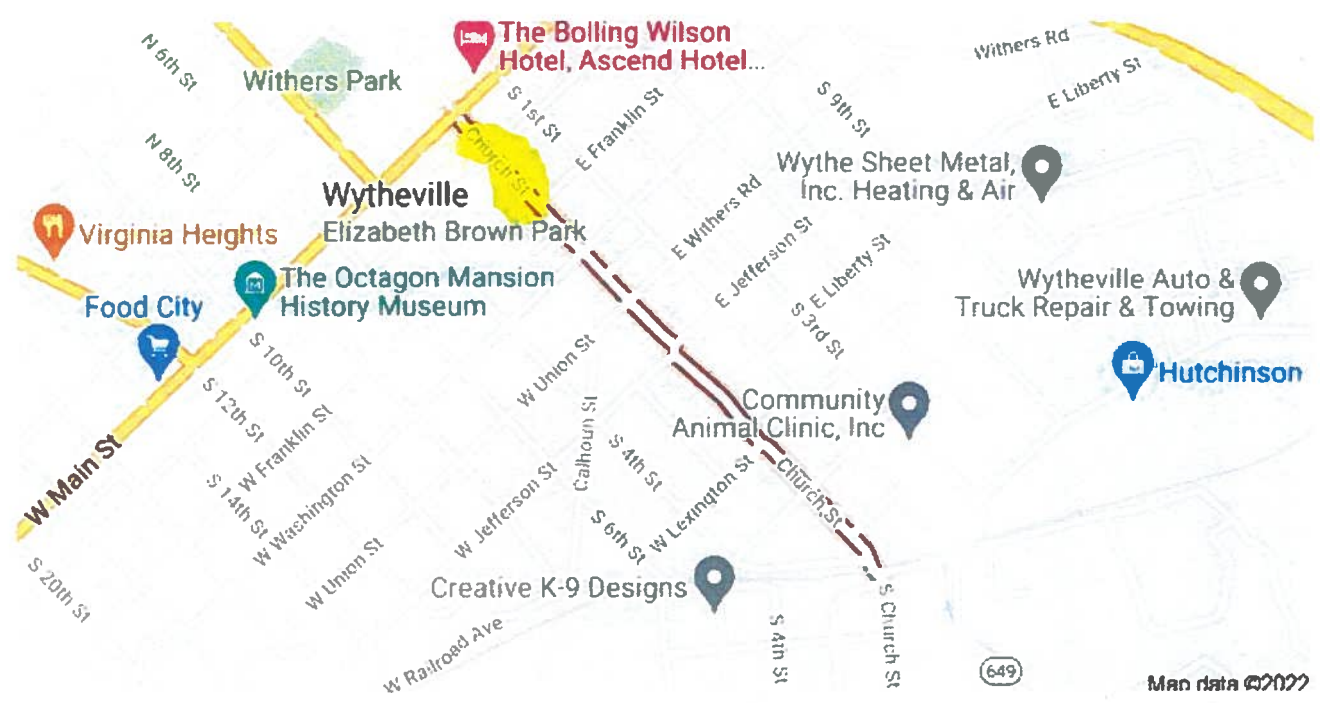 The Bolling Wilson
Hotel, Ascend Hotel...
N 6th St
Withers Park
S 1st St
E Franklin St
S 9th St
Withers Rd
E Liberty St
Church St
N 8th St
Wythe Sheet Metal,
Inc. Heating & Air
Wytheville
Elizabeth Brown Park
Virginia Heights
E Withers Rd
E Jefferson St
E Liberty St
S 3rd St
The Octagon Mansion
History Museum
Food City
Wytheville Auto &
Truck Repair & Towing
Hutchinson
S 10th St
S 12th St
W Franklin St
W Union St
Calhoun St
S 4th St
Community
Animal Clinic, Inc
W Main St
S 14th St
W Washington St
W Jefferson St
S 6th St
W Lexington St
Church St
W Union St
S 20th St
Creative K-9 Designs
W Railroad Ave
S 4th St
S Church St
649
Map data ©2022